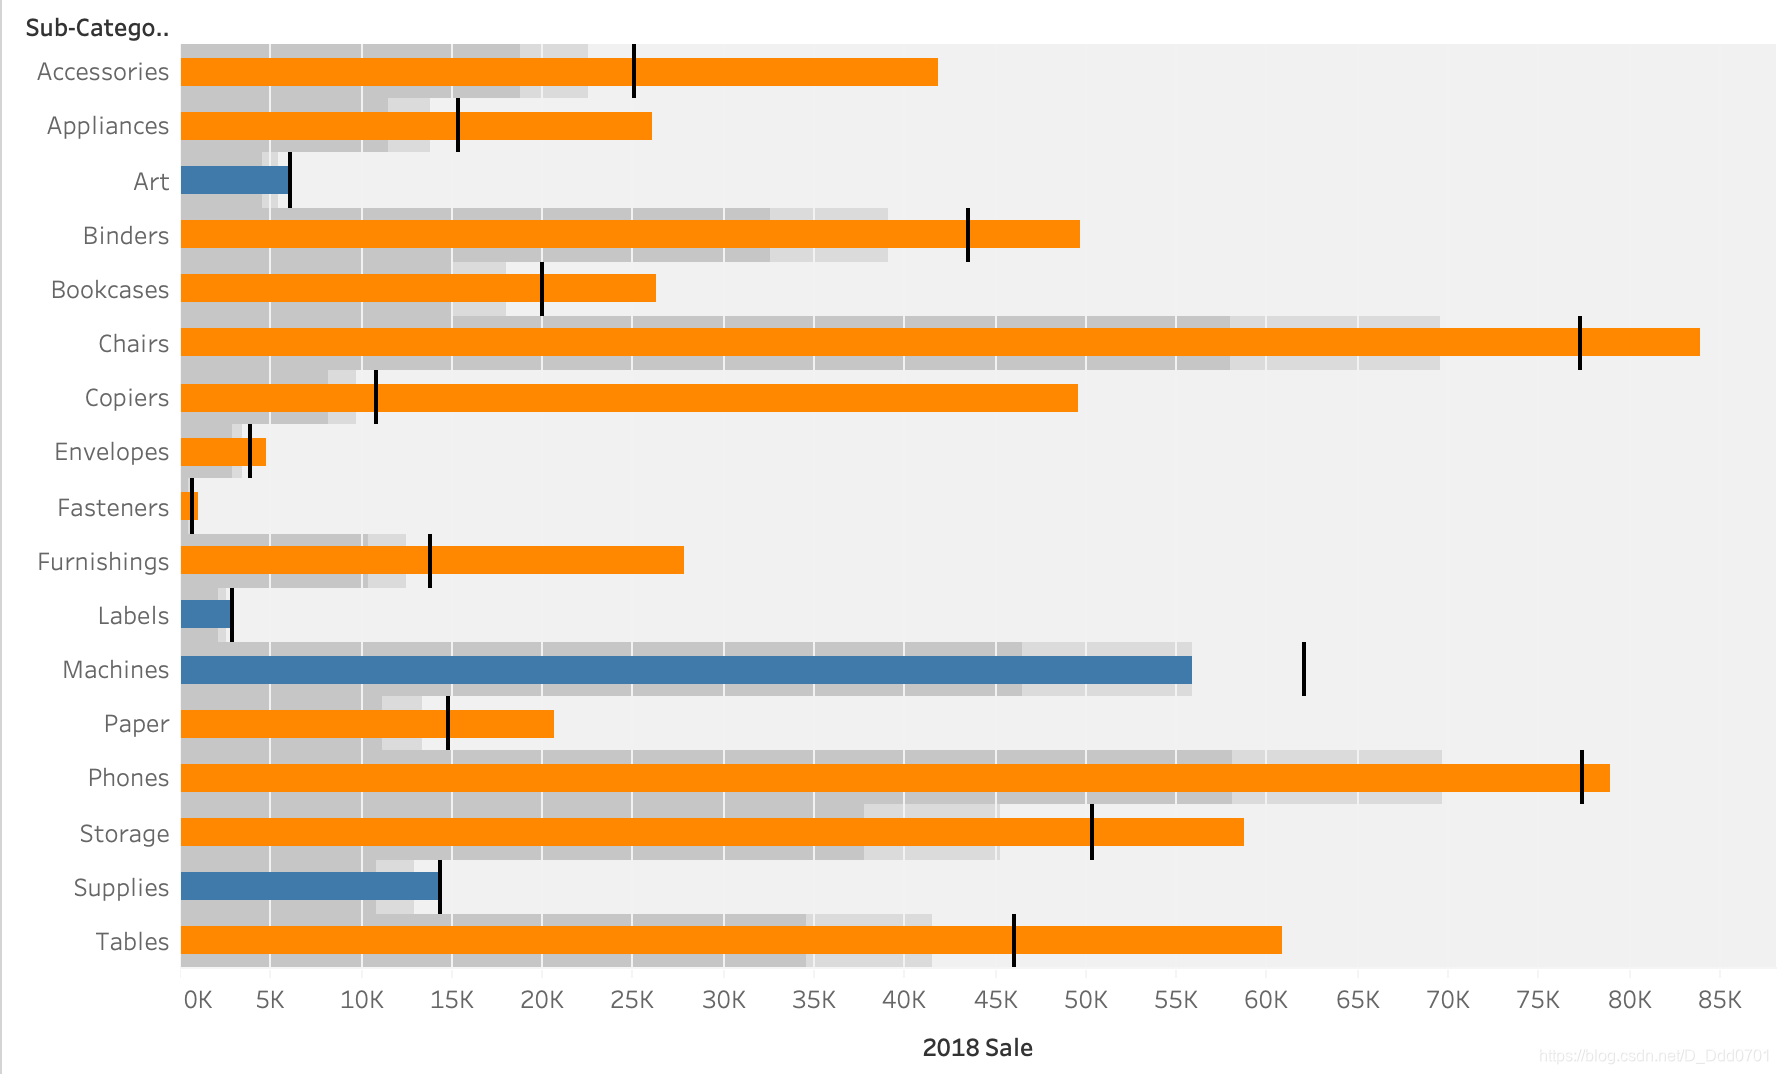 Sub-Catego..
Accessories
Appliances
Art
Binders
Bookcases
Chairs
Copiers
Envelopes
Fasteners
Furnishings
Labels
Machines
Paper
Phones
Storage
Supplies
Tables
0K 5K 10K 15K 20K 25K 30K 35K 40K 45K 50K 55K 60K 65K 70K 75K 80K 85K
2018 Sale
https://blog.csdn.net/D_Ddd0701